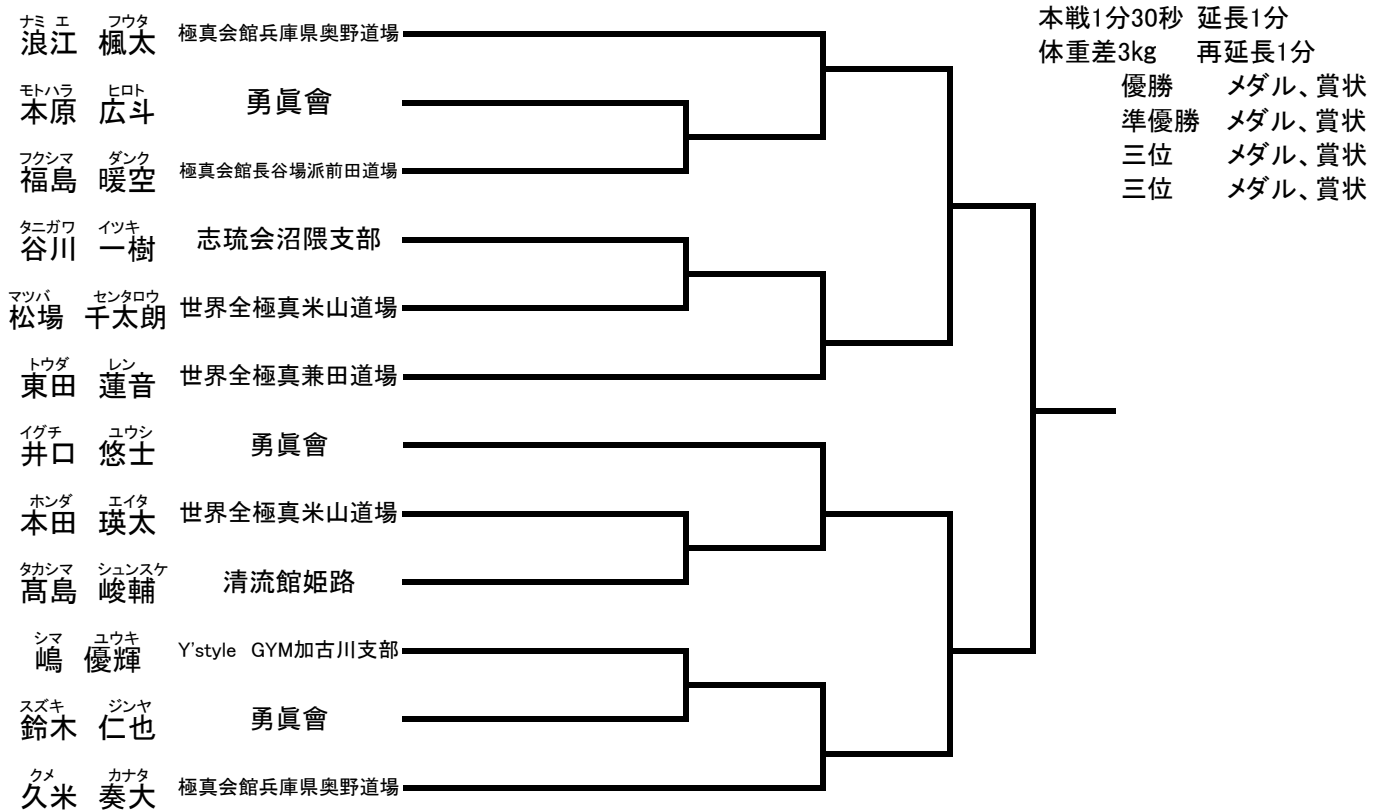 本戦1分30秒 延長1分
体重差3kg 再延長1分
優勝 メダル、賞状
準優勝 メダル、賞状
三位 メダル、賞状
三位 メダル、賞状
ナミエ フウタ
浪江 楓太 極真会館兵庫県奥野道場
モトハラ ヒロト
本原 広斗 勇眞會
フクシマ ダンク
福島 暖空 極真会館長谷場派前田道場
タニガワ イツキ
谷川 一樹 志琉会沼隈支部
マツバ センタロウ
松場 千太朗 世界全極真米山道場
トウダ レン
東田 蓮音 世界全極真兼田道場
イグチ ユウシ
井口 悠士 勇眞會
ホンダ エイタ
本田 瑛太 世界全極真米山道場
タカシマ シュンスケ
髙島 峻輔 清流館姫路
シマ ユウキ
嶋 優輝 Y'style GYM加古川支部
スズキ ジンヤ
鈴木 仁也 勇眞會
クメ カナタ
久米 奏大 極真会館兵庫県奥野道場